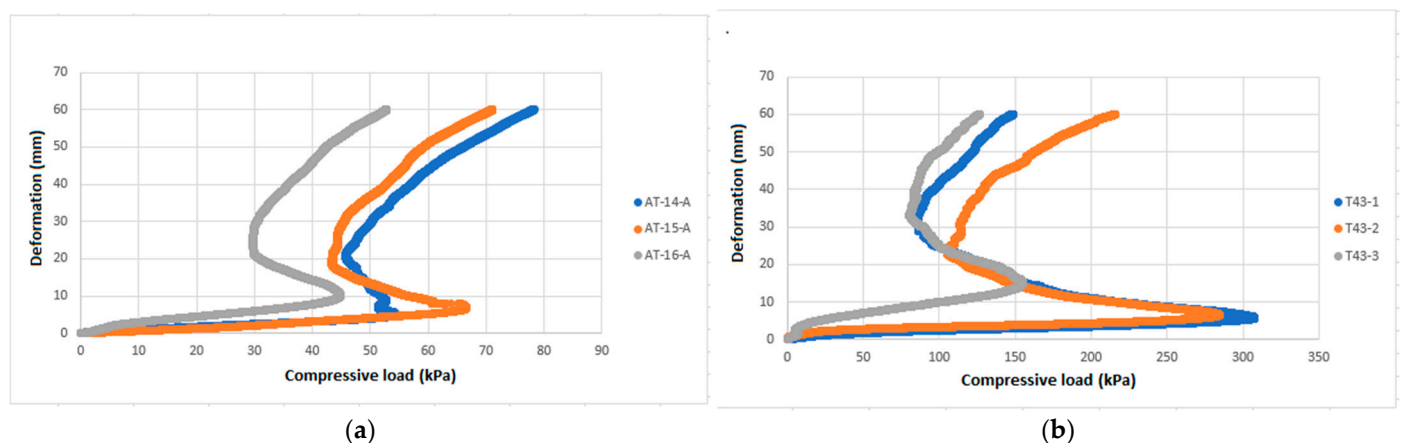 70
60
50
40
30
20
10
0
Deformation (mm)
0 10 20 30 40 50 60 70 80 90
Compressive load (kPa)
AT-14-A
AT-15-A
AT-16-A
(a)
70
60
50
40
30
20
10
0
Deformation (mm)
0 50 100 150 200 250 300 350
Compressive load (kPa)
T43-1
T43-2
T43-3
(b)